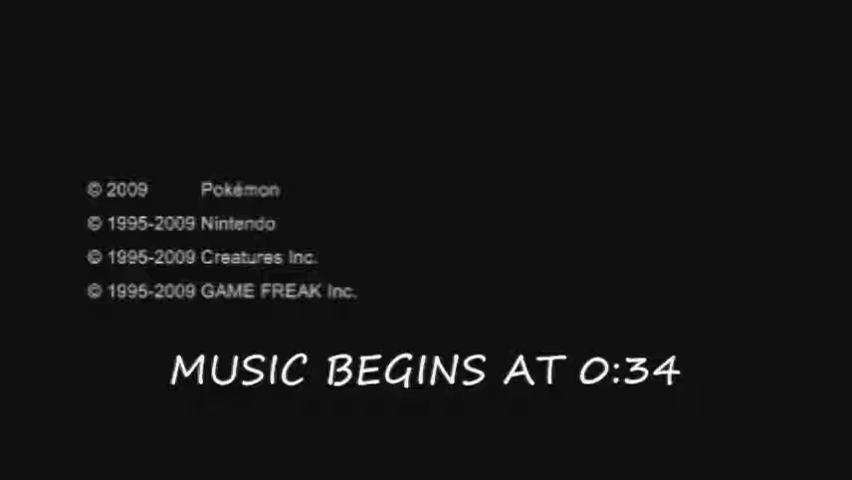 © 2009 Pokémon
© 1995-2009 Nintendo
© 1995-2009 Creatures Inc.
© 1995-2009 GAME FREAK Inc.
MUSIC BEGINS AT 0:34